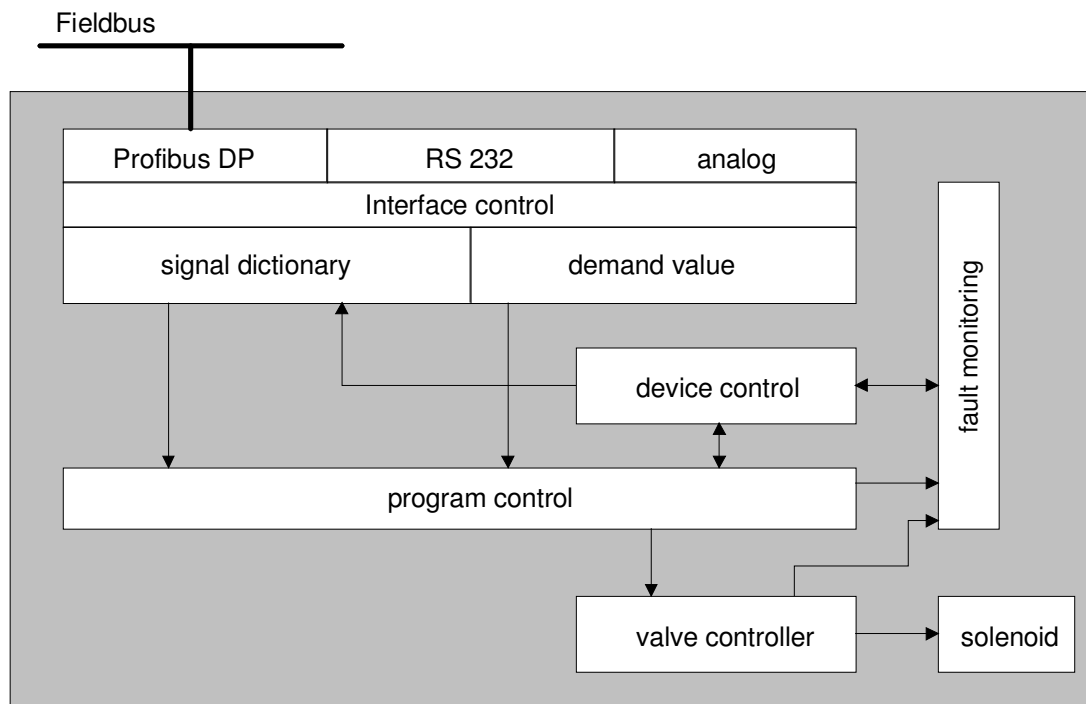 Fieldbus
Profibus DP
RS 232
analog
Interface control
signal dictionary
demand value
device control
fault monitoring
program control
valve controller
solenoid